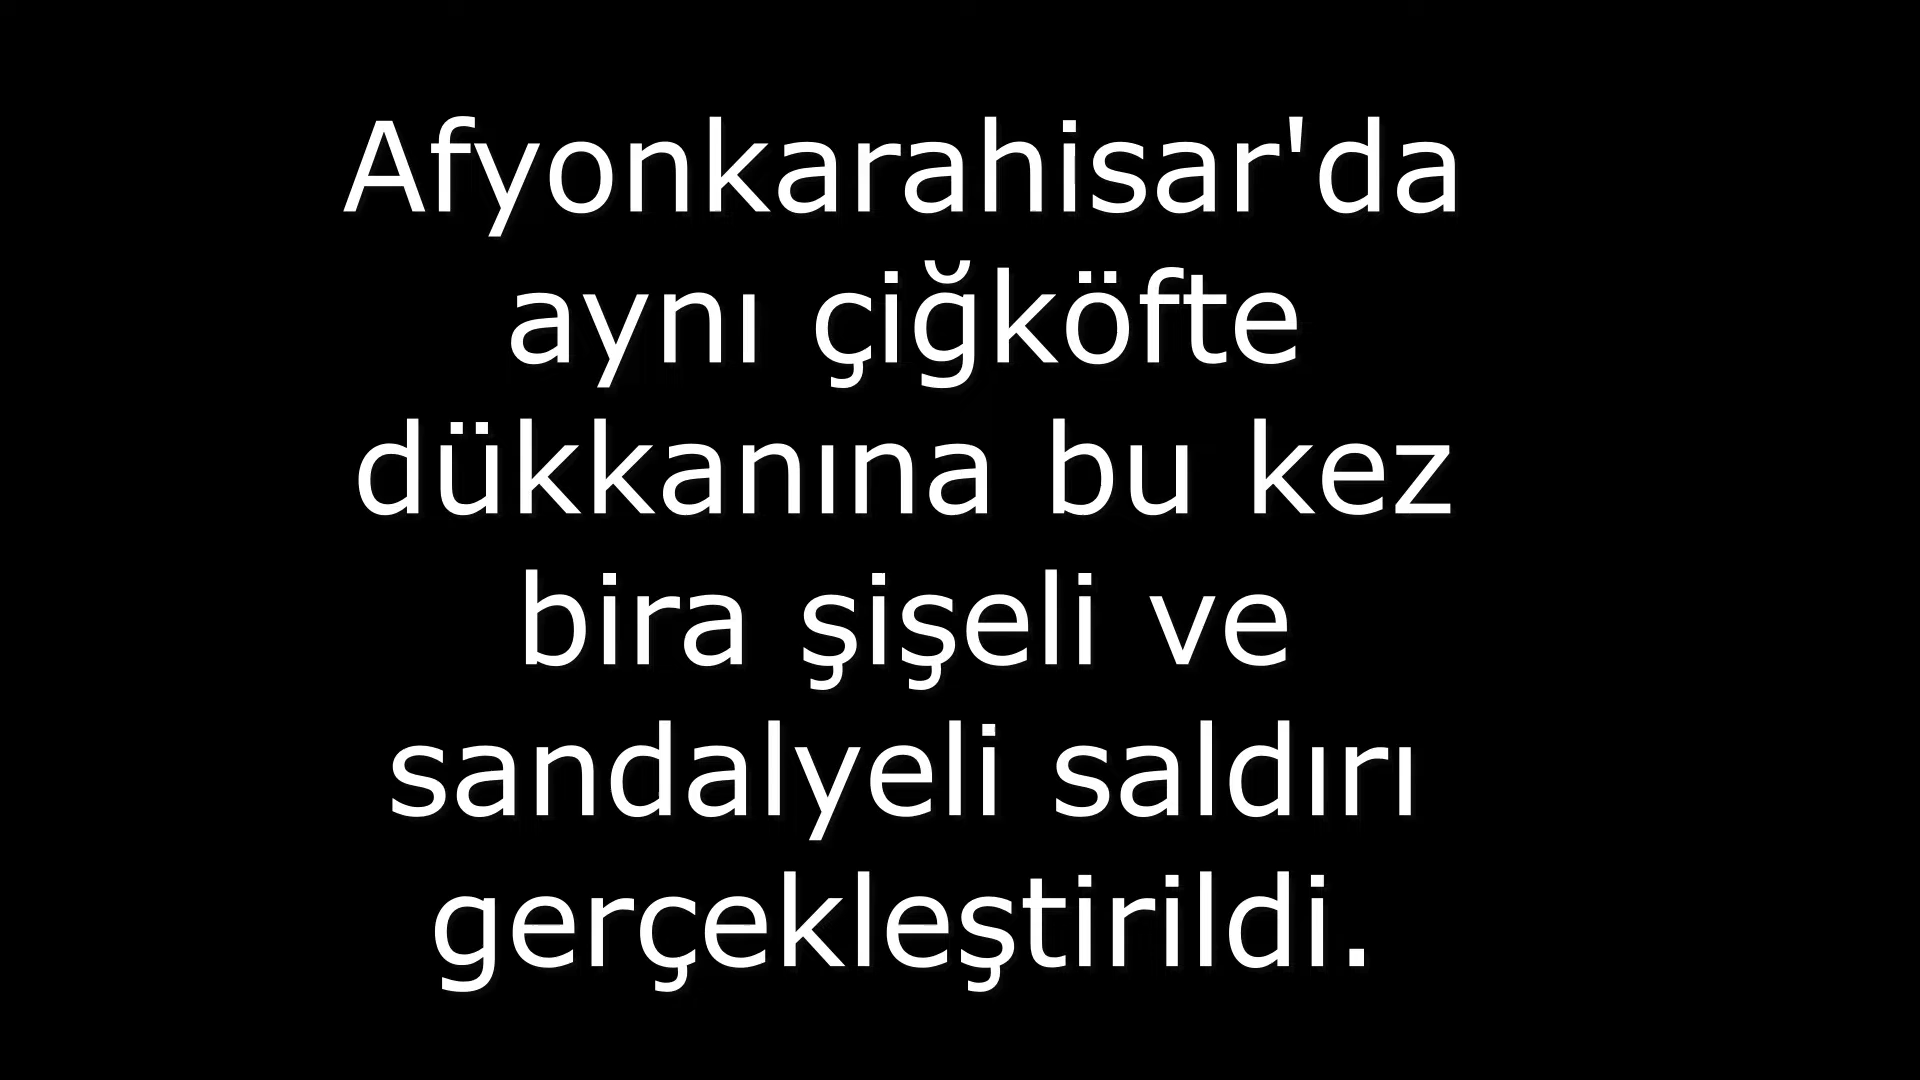 Afyonkarahisar'da
aynı çiğköfte
dükkanına bu kez
bira şişeli ve
sandalyeli saldırı
gerçekleştirildi.